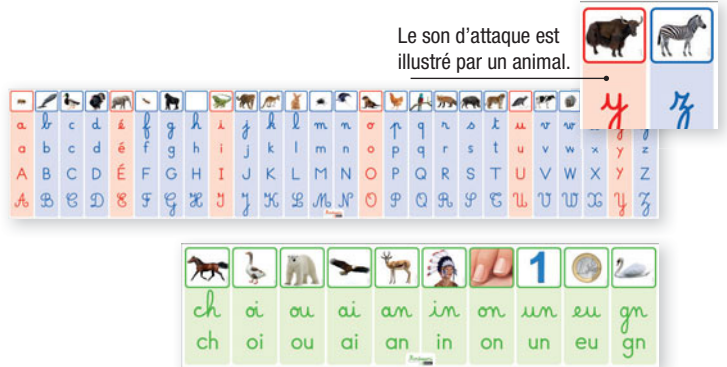 Le son d'attaque est
illustré par un animal.
y z
a b c d é f g h i j k l m n o p q r s t u v w x y z
a b c d é f g h i j k l m n o p q r s t u v w x y z
A B C D É F G H I J K L M N O P Q R S T U V W X Y Z
A B C D E F G H I J K L M N O P Q R S T U V W X Y Z
1
ch oi ou ai an in on un eu gn
ch oi ou ai an in on un eu gn